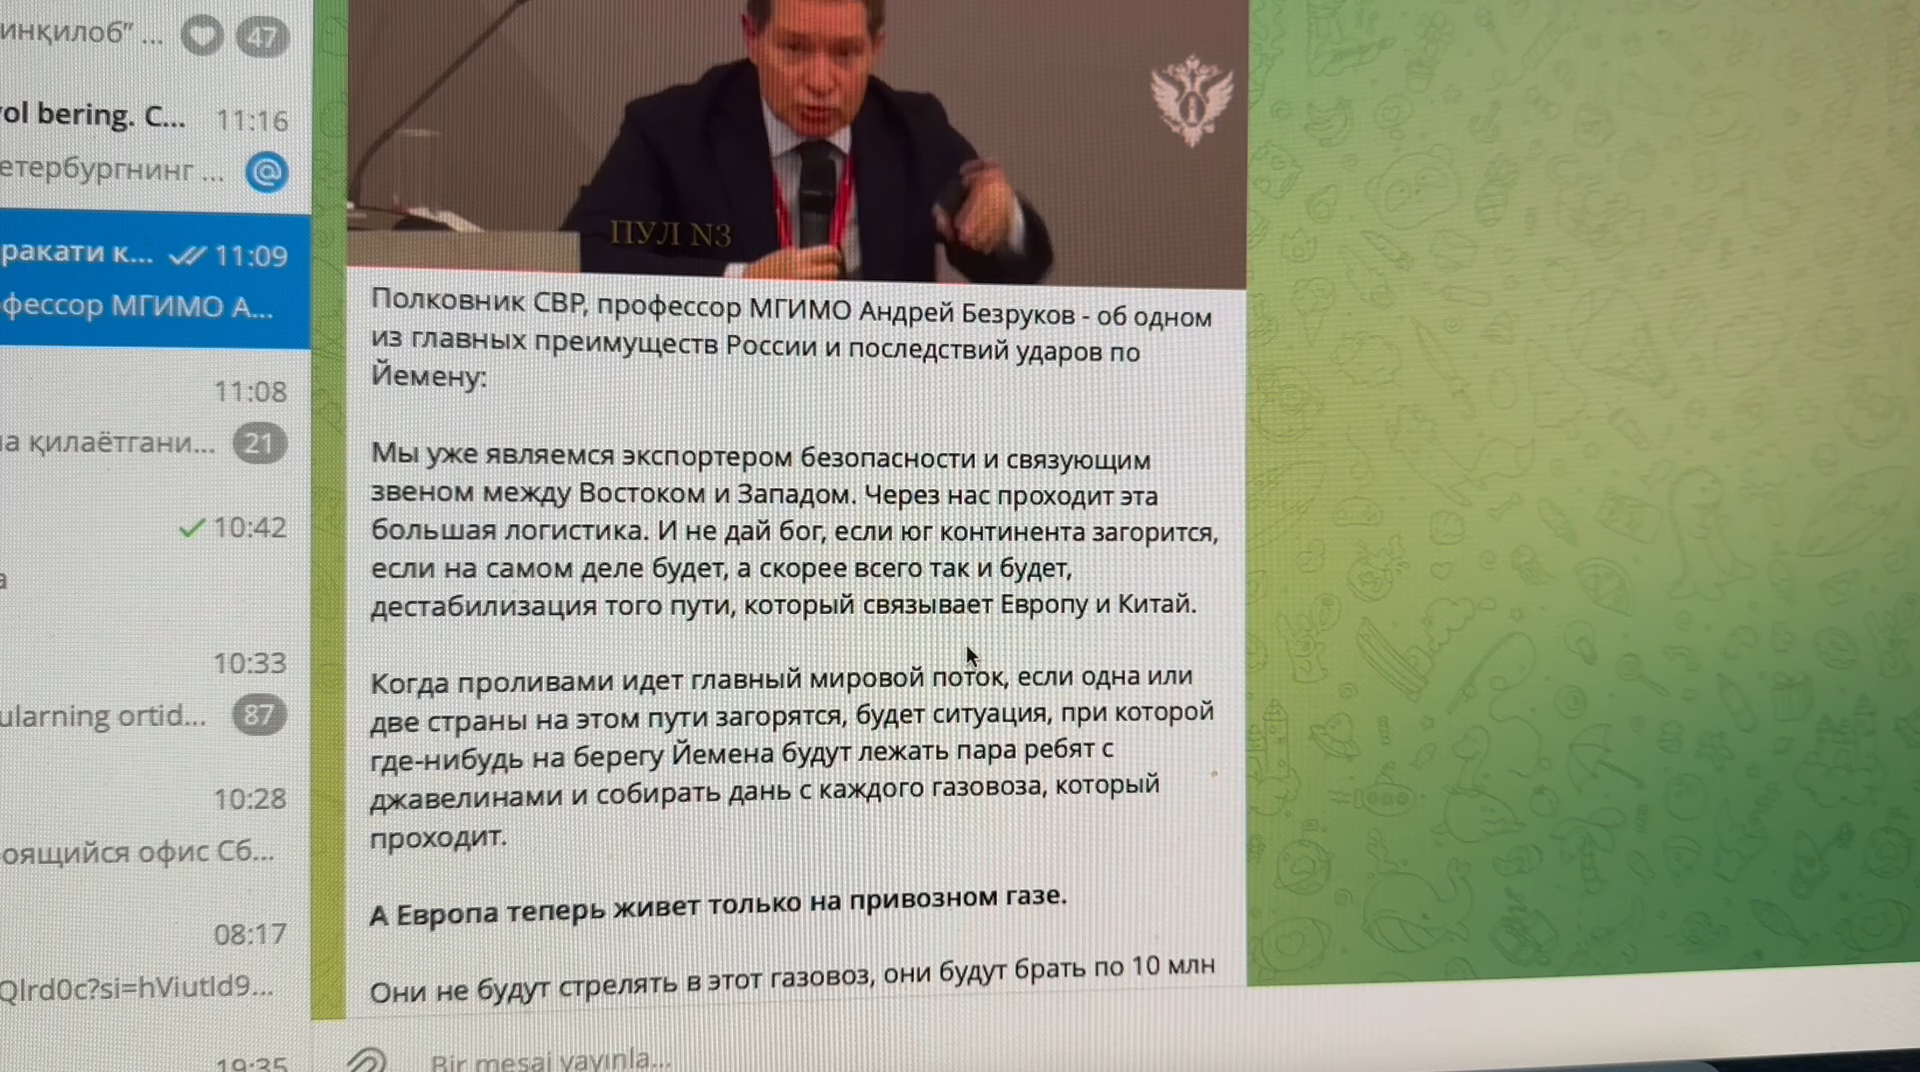 инқилоб” ...
47
ol bering. C...
11:16
етербургнинг ...
@
ракати к...
11:09
фессор МГИМО А...
11:08
а қилаётгани...
21
10:42
а
10:33
ularning ortid...
87
10:28
оящийся офис Сб...
08:17
Qlrd0c?si=hViutId9...
19:35
ПУЛ N3
Полковник СВР, профессор МГИМО Андрей Безруков - об одном
из главных преимуществ России и последствий ударов по
Йемену:
Мы уже являемся экспортером безопасности и связующим
звеном между Востоком и Западом. Через нас проходит эта
большая логистика. И не дай бог, если юг континента загорится,
если на самом деле будет, а скорее всего так и будет,
дестабилизация того пути, который связывает Европу и Китай.
Когда проливами идет главный мировой поток, если одна или
две страны на этом пути загорятся, будет ситуация, при которой
где-нибудь на берегу Йемена будут лежать пара ребят с
джавелинами и собирать дань с каждого газовоза, который
проходит.
А Европа теперь живет только на привозном газе.
Они не будут стрелять в этот газовоз, они будут брать по 10 млн
Bir mesaj yayınla...